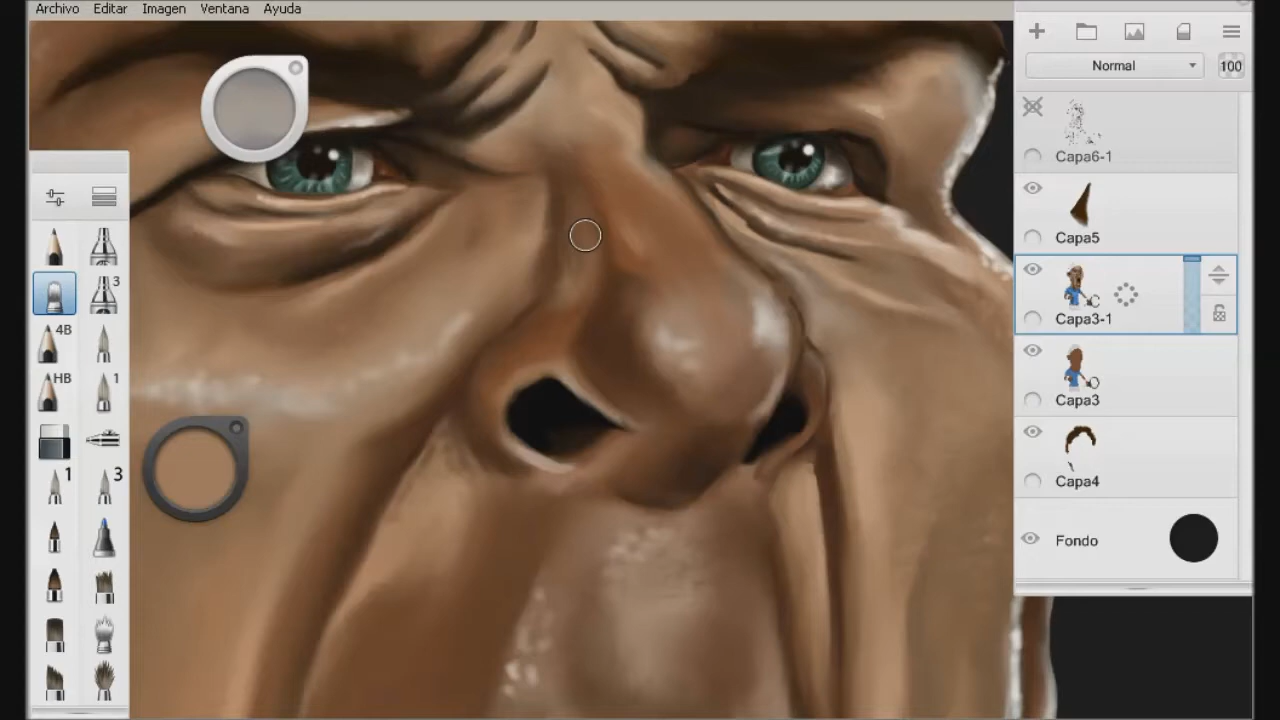 Archivo Editar Imagen Ventana Ayuda
Normal 100
Capa6-1
Capa5
Capa3-1
Capa3
Capa4
Fondo
3
4B
HB 1
1 3